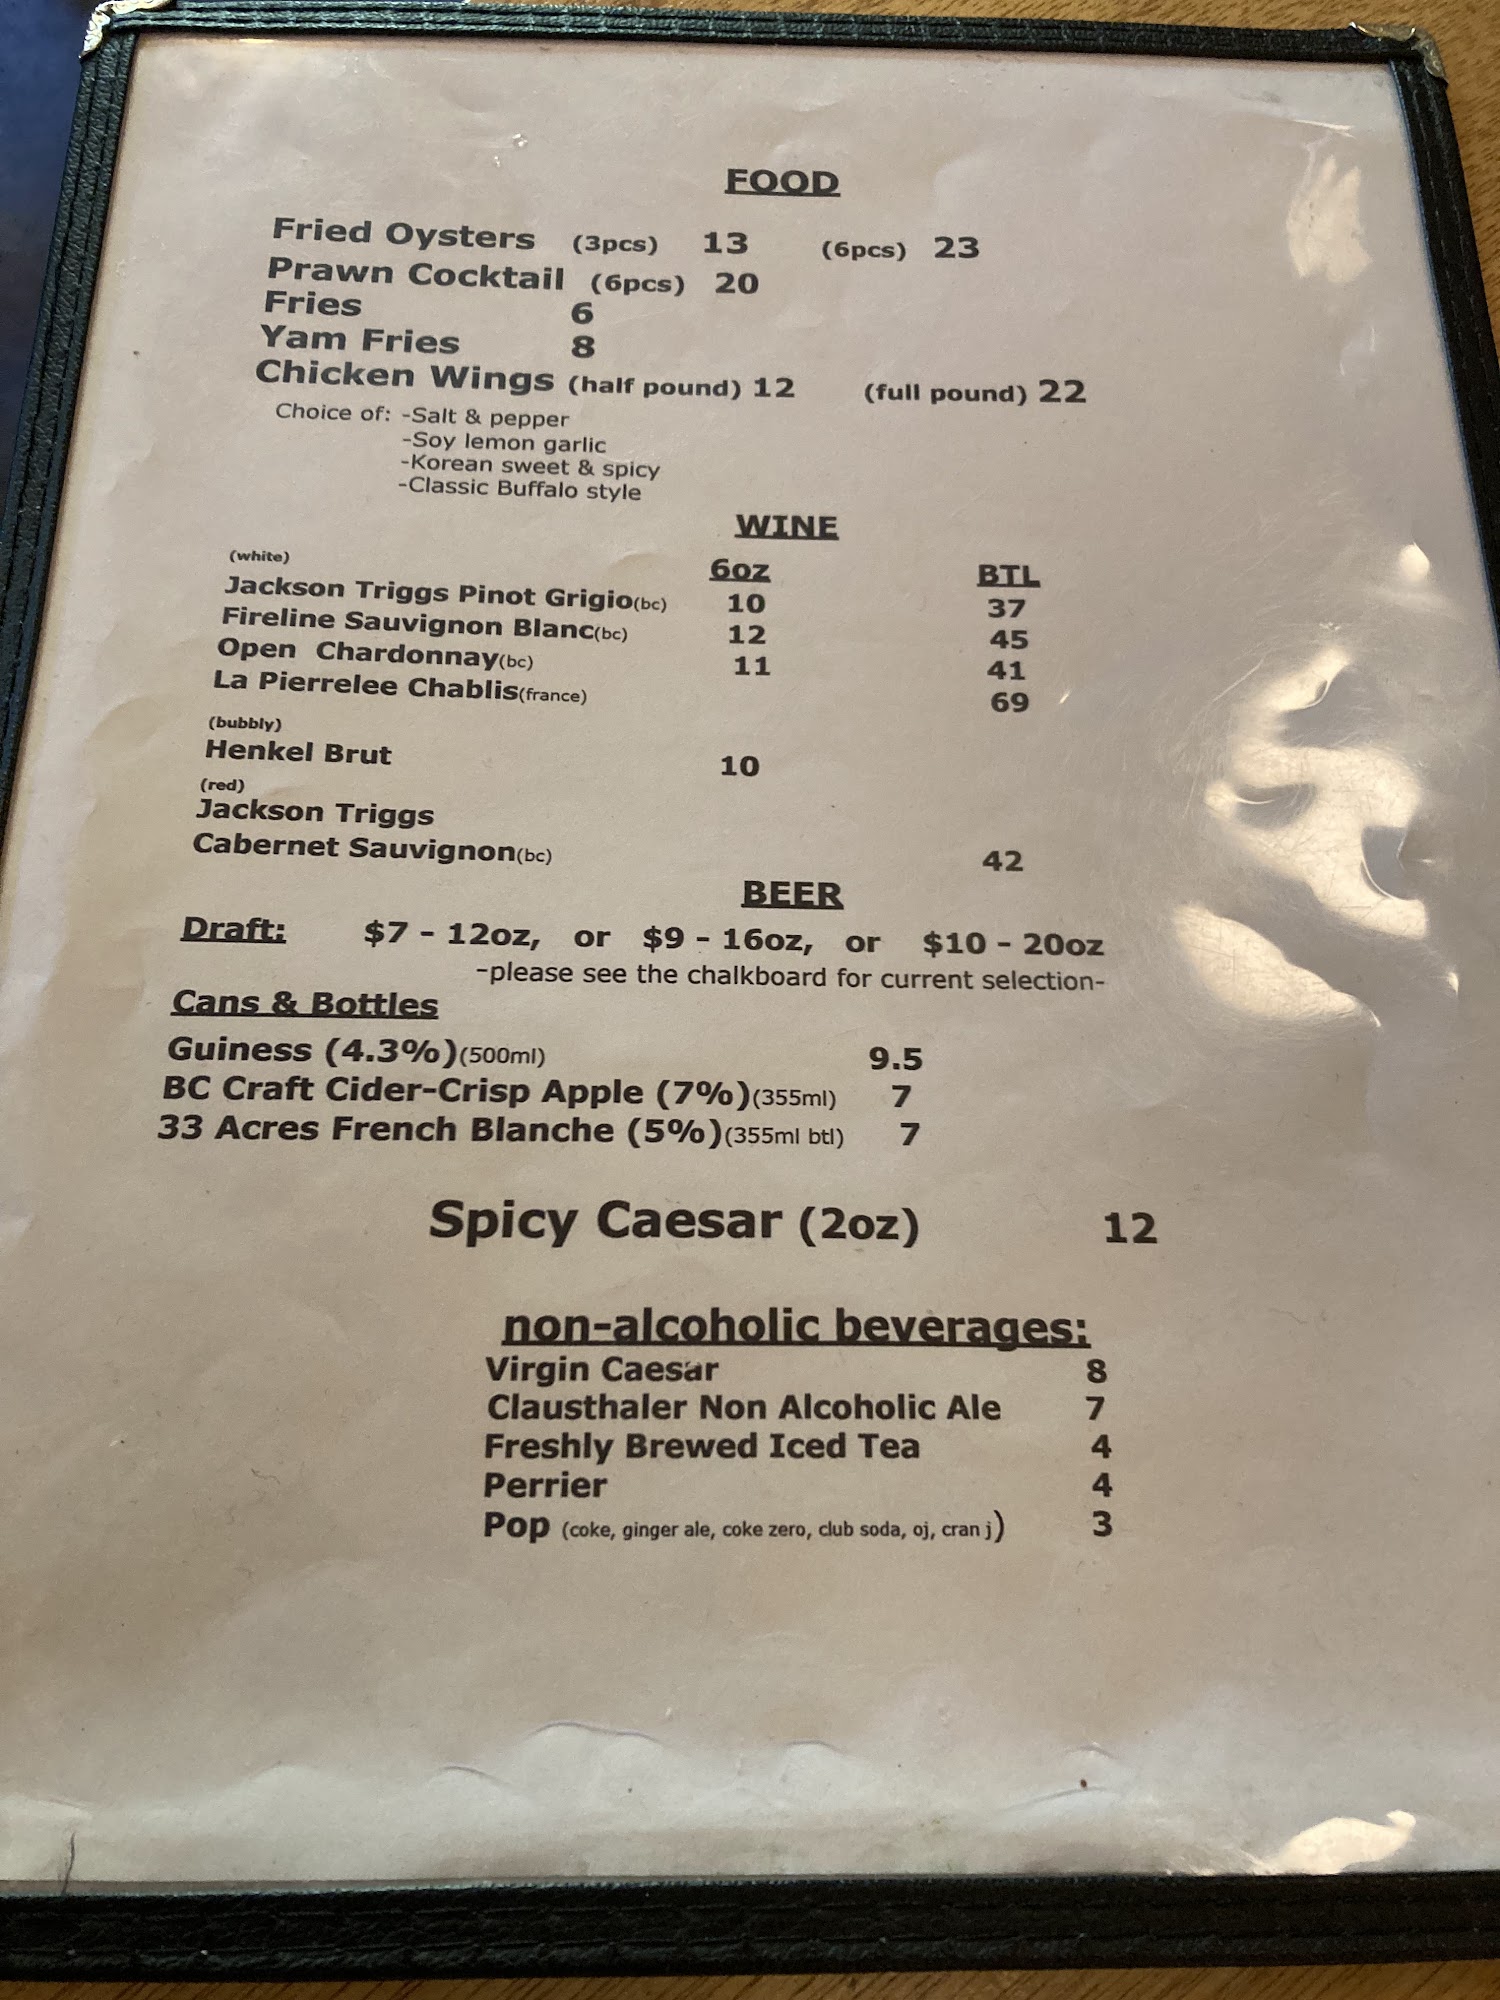 FOOD
Fried Oysters (3pcs) 13 (6pcs) 23
Prawn Cocktail (6pcs) 20
Fries 6
Yam Fries 8
Chicken Wings (half pound) 12 (full pound) 22
Choice of: -Salt & pepper
-Soy lemon garlic
-Korean sweet & spicy
-Classic Buffalo style
WINE
(white) 6oz BTL
Jackson Triggs Pinot Grigio(bc) 10 37
Fireline Sauvignon Blanc(bc) 12 45
Open Chardonnay(bc) 11 41
La Pierrelee Chablis(france) 69
(bubbly)
Henkel Brut 10
(red)
Jackson Triggs
Cabernet Sauvignon(bc) 42
BEER
Draft: $7 - 12oz, or $9 - 16oz, or $10 - 20oz
-please see the chalkboard for current selection-
Cans & Bottles
Guiness (4.3%)(500ml) 9.5
BC Craft Cider-Crisp Apple (7%)(355ml) 7
33 Acres French Blanche (5%)(355ml btl) 7
Spicy Caesar (2oz) 12
non-alcoholic beverages:
Virgin Caesar 8
Clausthaler Non Alcoholic Ale 7
Freshly Brewed Iced Tea 4
Perrier 4
Pop (coke, ginger ale, coke zero, club soda, oj, cran j) 3